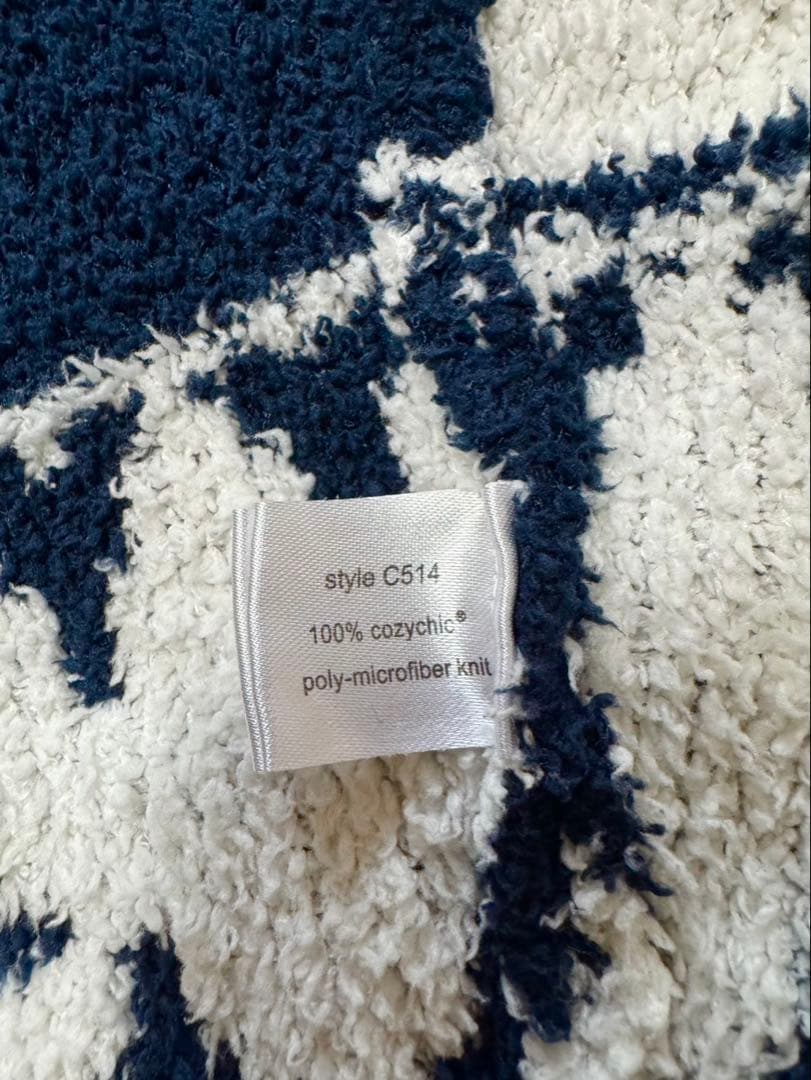 style C514
100% cozychic®
poly-microfiber knit